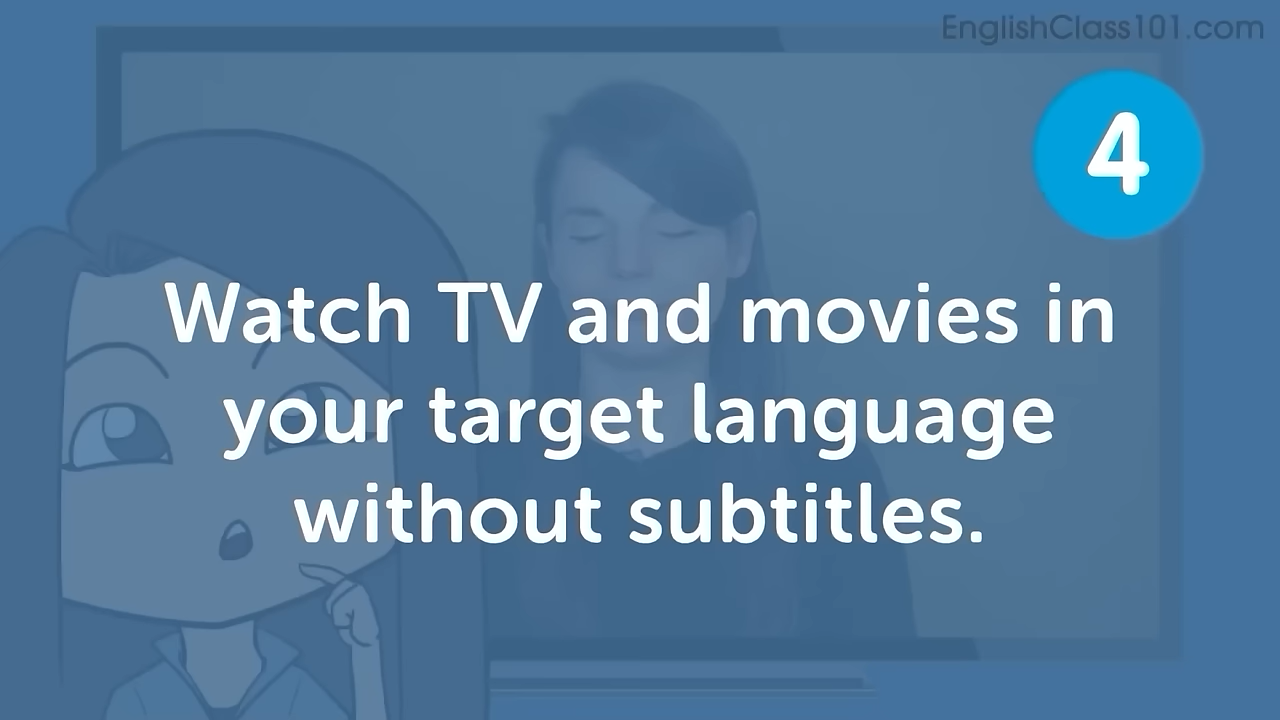 EnglishClass101.com
4
Watch TV and movies in
your target language
without subtitles.